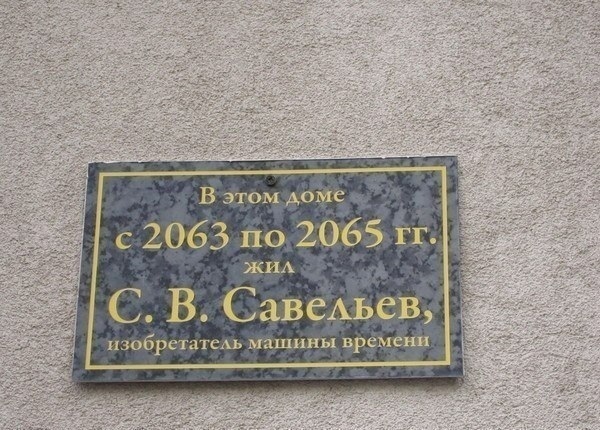 В этом доме
с 2063 по 2065 гг.
жил
С. В. Савельев,
изобретатель машины времени